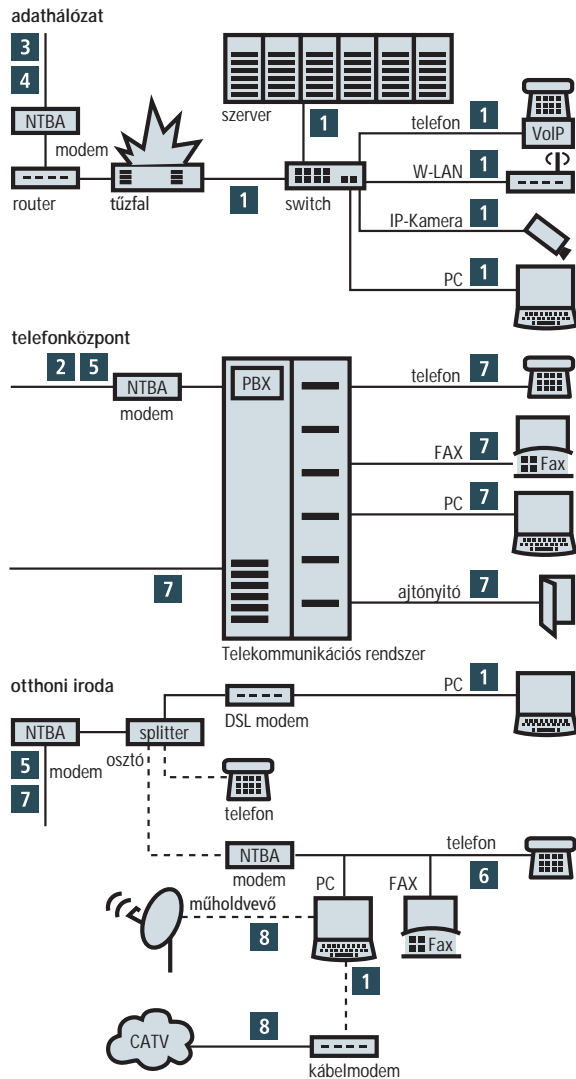 adathálózat
3
4
NTBA
modem
router
tűzfal
1
szerver
1
switch
telefon 1
VoIP
W-LAN 1
IP-Kamera 1
PC 1
telefonközpont
2 5
NTBA
modem
PBX
7
telefon 7
FAX 7
Fax
PC 7
ajtónyitó 7
Telekommunikációs rendszer
otthoni iroda
NTBA
5
modem
7
splitter
osztó
DSL modem
PC 1
telefon
NTBA
modem
telefon
6
PC
FAX
Fax
műholdvevő
8
1
CATV
8
kábelmodem